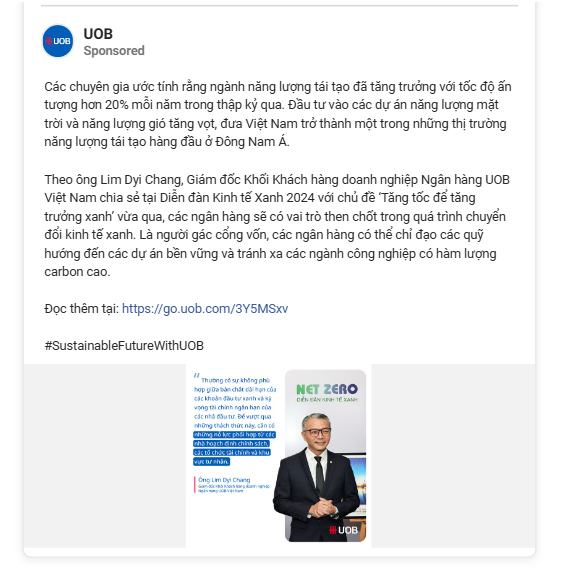 UOB
UOB
Sponsored
Các chuyên gia ước tính rằng ngành năng lượng tái tạo đã tăng trưởng với tốc độ ấn
tượng hơn 20% mỗi năm trong thập kỷ qua. Đầu tư vào các dự án năng lượng mặt
trời và năng lượng gió tăng vọt, đưa Việt Nam trở thành một trong những thị trường
năng lượng tái tạo hàng đầu ở Đông Nam Á.
Theo ông Lim Dyi Chang, Giám đốc Khối Khách hàng doanh nghiệp Ngân hàng UOB
Việt Nam chia sẻ tại Diễn đàn Kinh tế Xanh 2024 với chủ đề ‘Tăng tốc để tăng
trưởng xanh’ vừa qua, các ngân hàng sẽ có vai trò then chốt trong quá trình chuyển
đổi kinh tế xanh. Là người gác cổng vốn, các ngân hàng có thể chỉ đạo các quỹ
hướng đến các dự án bền vững và tránh xa các ngành công nghiệp có hàm lượng
carbon cao.
Đọc thêm tại: https://go.uob.com/3Y5MSxv
#SustainableFutureWithUOB
“
Thường có sự không phù
hợp giữa bản chất dài hạn của
các khoản đầu tư xanh và kỳ
vọng tài chính ngắn hạn của
các nhà đầu tư. Để vượt qua
những thách thức này, cần có
những nỗ lực phối hợp từ các
nhà hoạch định chính sách,
các tổ chức tài chính và khu
vực tư nhân.
Ông Lim Dyi Chang
Giám đốc Khối Khách hàng doanh nghiệp
Ngân hàng UOB Việt Nam
NET ZERO
DIỄN ĐÀN KINH TẾ XANH
UOB